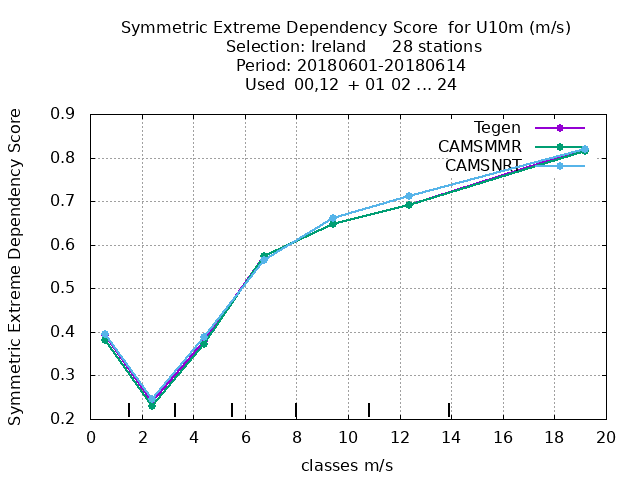 Symmetric Extreme Dependency Score for U10m (m/s)
Selection: Ireland 28 stations
Period: 20180601-20180614
Used 00,12 + 01 02 ... 24
Symmetric Extreme Dependency Score
0.9
0.8
0.7
0.6
0.5
0.4
0.3
0.2
Tegen
CAMSMMR
CAMSNRT
0 2 4 6 8 10 12 14 16 18 20
classes m/s